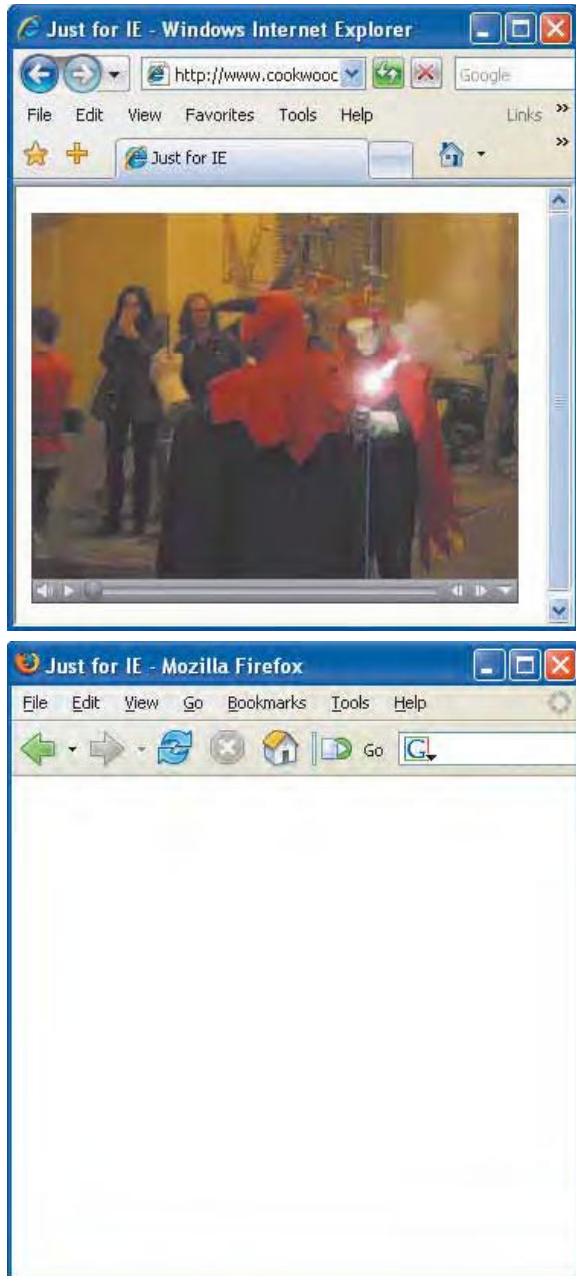 Just for IE - Windows Internet Explorer
http://www.cookwooc
Google
File Edit View Favorites Tools Help Links »
»
Just for IE
Just for IE - Mozilla Firefox
File Edit View Go Bookmarks Tools Help
Go G